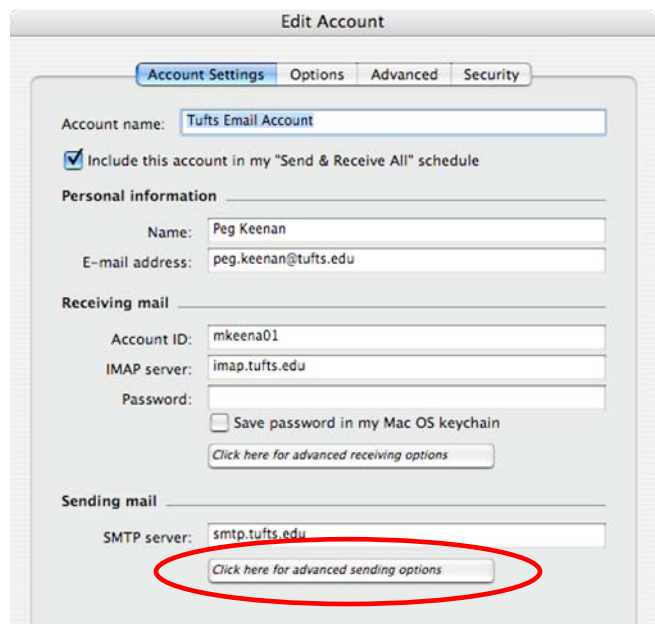 Edit Account
Account Settings Options Advanced Security
Account name: Tufts Email Account
Include this account in my "Send & Receive All" schedule
Personal information
Name: Peg Keenan
E-mail address: peg.keenan@tufts.edu
Receiving mail
Account ID: mkeena01
IMAP server: imap.tufts.edu
Password:
Save password in my Mac OS keychain
Click here for advanced receiving options
Sending mail
SMTP server: smtp.tufts.edu
Click here for advanced sending options